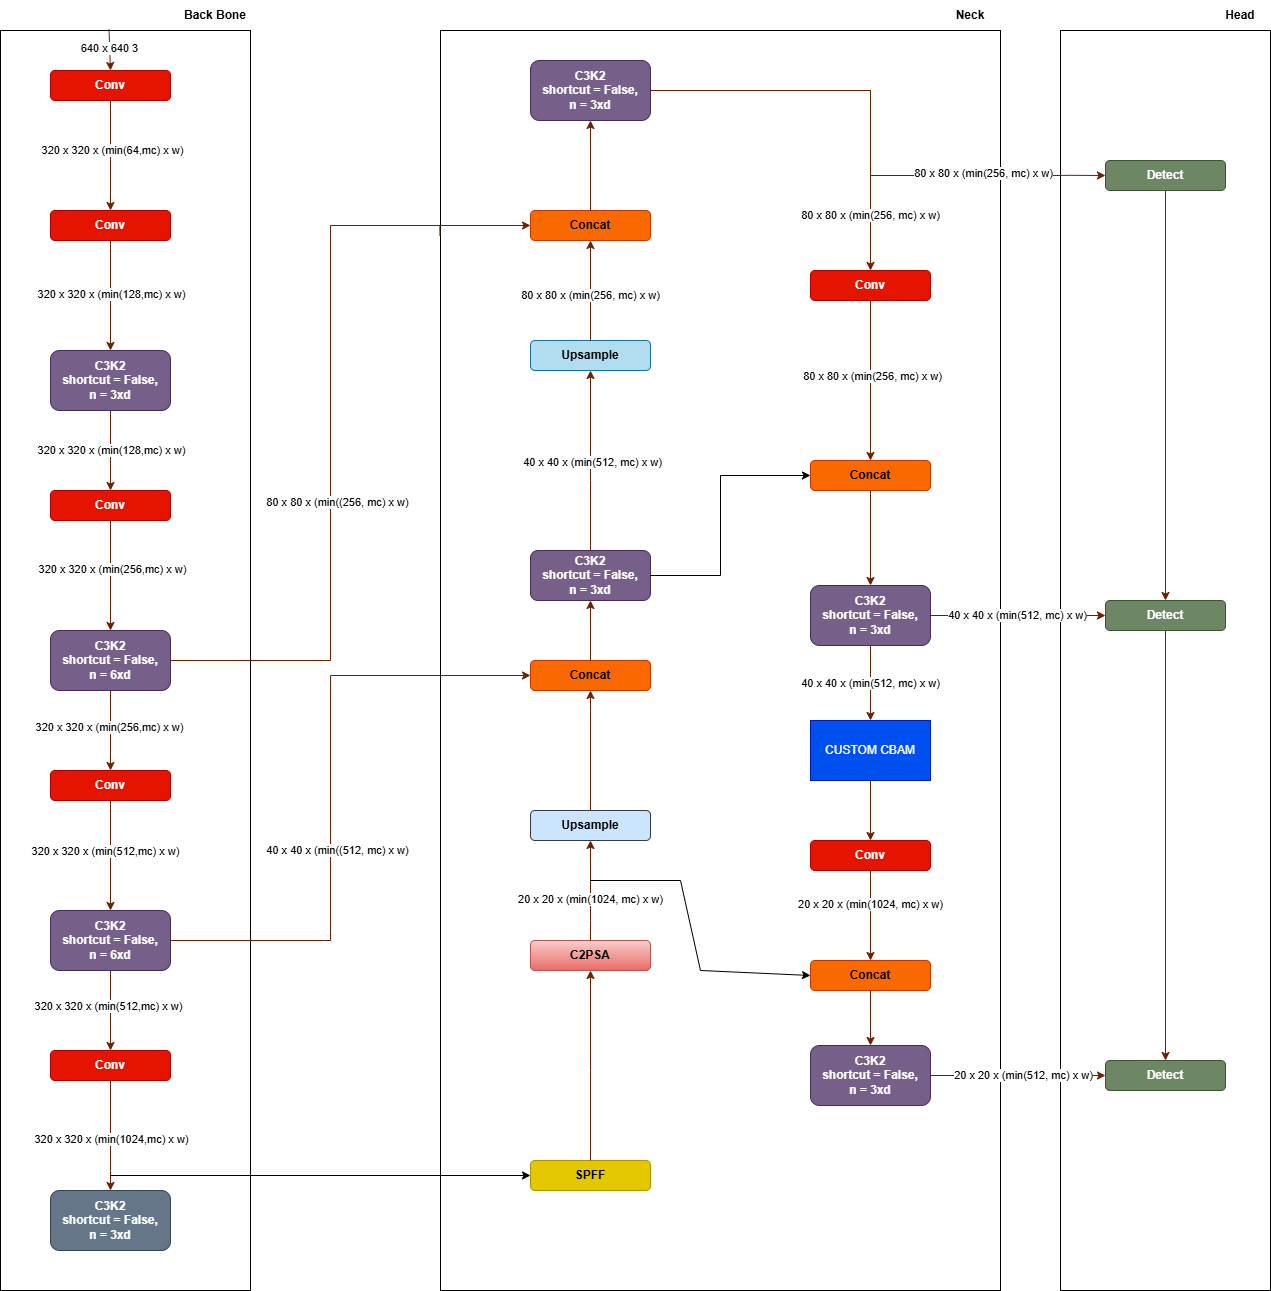 Back Bone
640 x 640 3
Conv
320 x 320 x (min(64,mc) x w)
Conv
320 x 320 x (min(128,mc) x w)
C3K2
shortcut = False,
n = 3xd
320 x 320 x (min(128,mc) x w)
Conv
320 x 320 x (min(256,mc) x w)
C3K2
shortcut = False,
n = 6xd
320 x 320 x (min(256,mc) x w)
Conv
320 x 320 x (min(512,mc) x w)
C3K2
shortcut = False,
n = 6xd
320 x 320 x (min(512,mc) x w)
Conv
320 x 320 x (min(1024,mc) x w)
C3K2
shortcut = False,
n = 3xd
80 x 80 x (min((256, mc) x w)
40 x 40 x (min((512, mc) x w)
Neck
C3K2
shortcut = False,
n = 3xd
Concat
80 x 80 x (min(256, mc) x w)
Upsample
40 x 40 x (min(512, mc) x w)
C3K2
shortcut = False,
n = 3xd
Concat
Upsample
20 x 20 x (min(1024, mc) x w)
C2PSA
SPFF
80 x 80 x (min(256, mc) x w)
80 x 80 x (min(256, mc) x w)
Conv
80 x 80 x (min(256, mc) x w)
Concat
C3K2
shortcut = False,
n = 3xd
40 x 40 x (min(512, mc) x w)
40 x 40 x (min(512, mc) x w)
CUSTOM CBAM
Conv
20 x 20 x (min(1024, mc) x w)
Concat
C3K2
shortcut = False,
n = 3xd
20 x 20 x (min(512, mc) x w)
Head
Detect
Detect
Detect